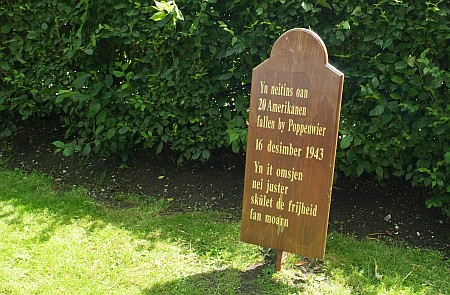 Yn neitins oan
20 Amerikanen
fallen by Poppenwier
16 desimber 1943
Yn it omsjen
nei juster
skûlet de frijheid
fan moarn